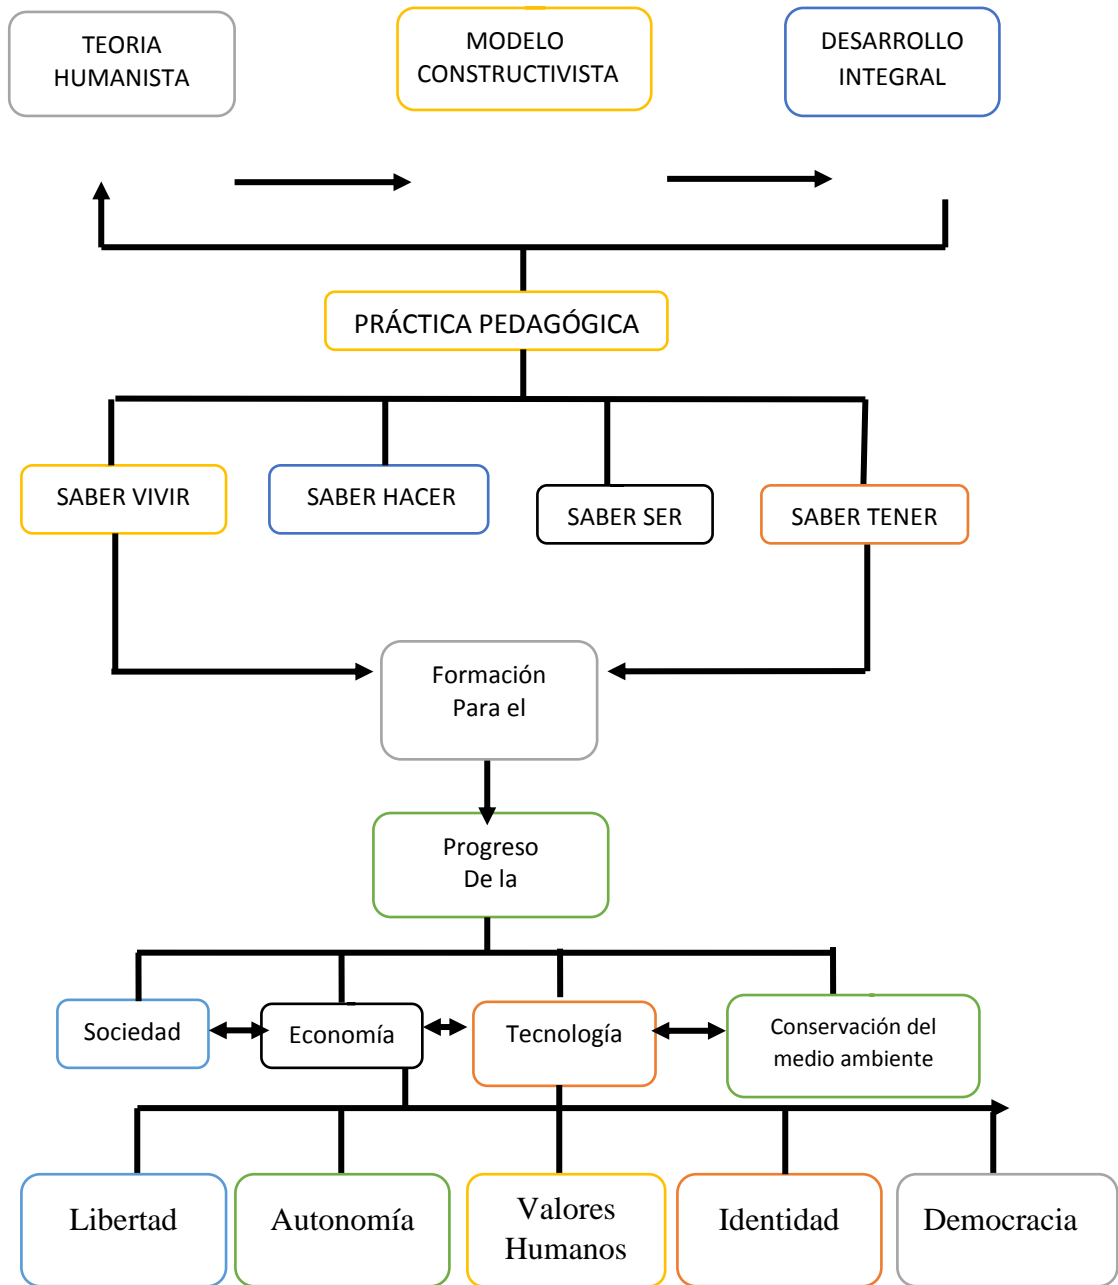 TEORIA
HUMANISTA
MODELO
CONSTRUCTIVISTA
DESARROLLO
INTEGRAL
PRÁCTICA PEDAGÓGICA
SABER VIVIR
SABER HACER
SABER SER
SABER TENER
Formación
Para el
Progreso
De la
Sociedad
Economía
Tecnología
Conservación del
medio ambiente
Libertad
Autonomía
Valores
Humanos
Identidad
Democracia